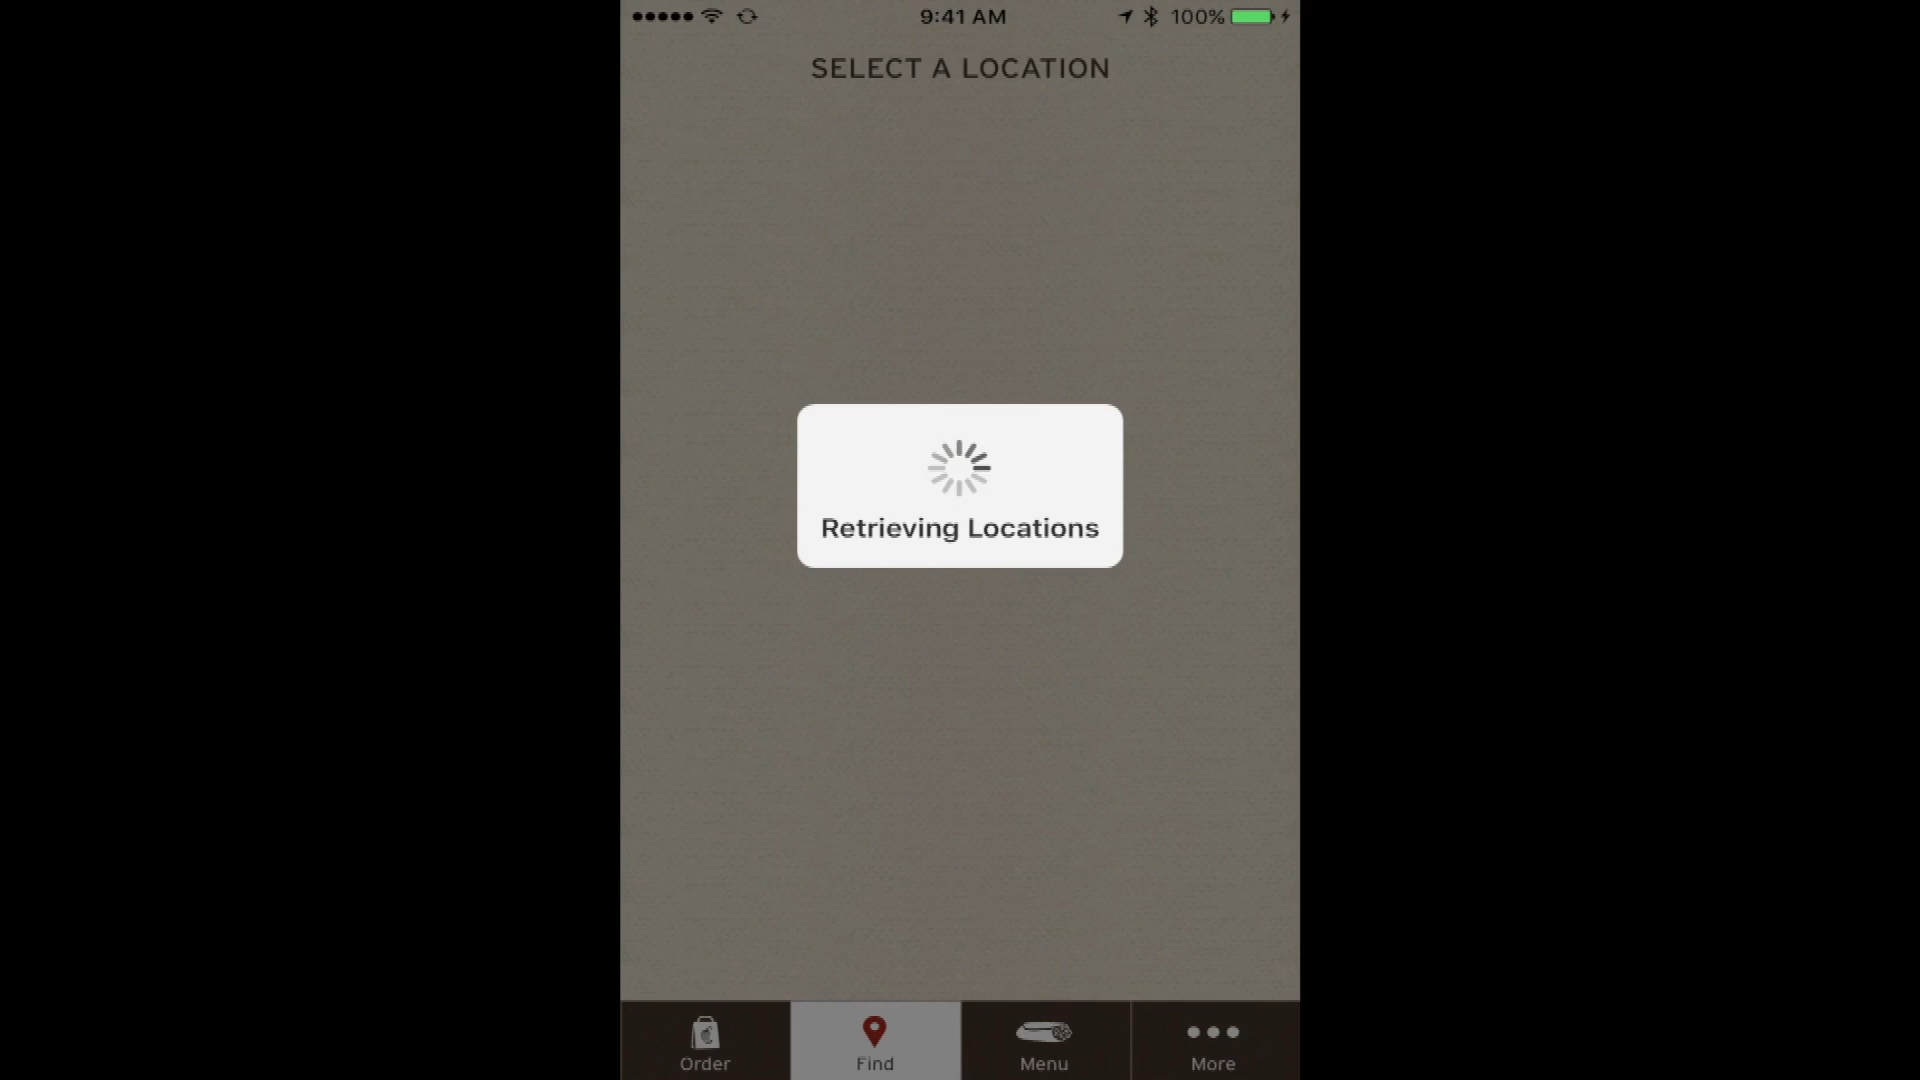 9:41 AM
100%
SELECT A LOCATION
Retrieving Locations
Order
Find
Menu
More